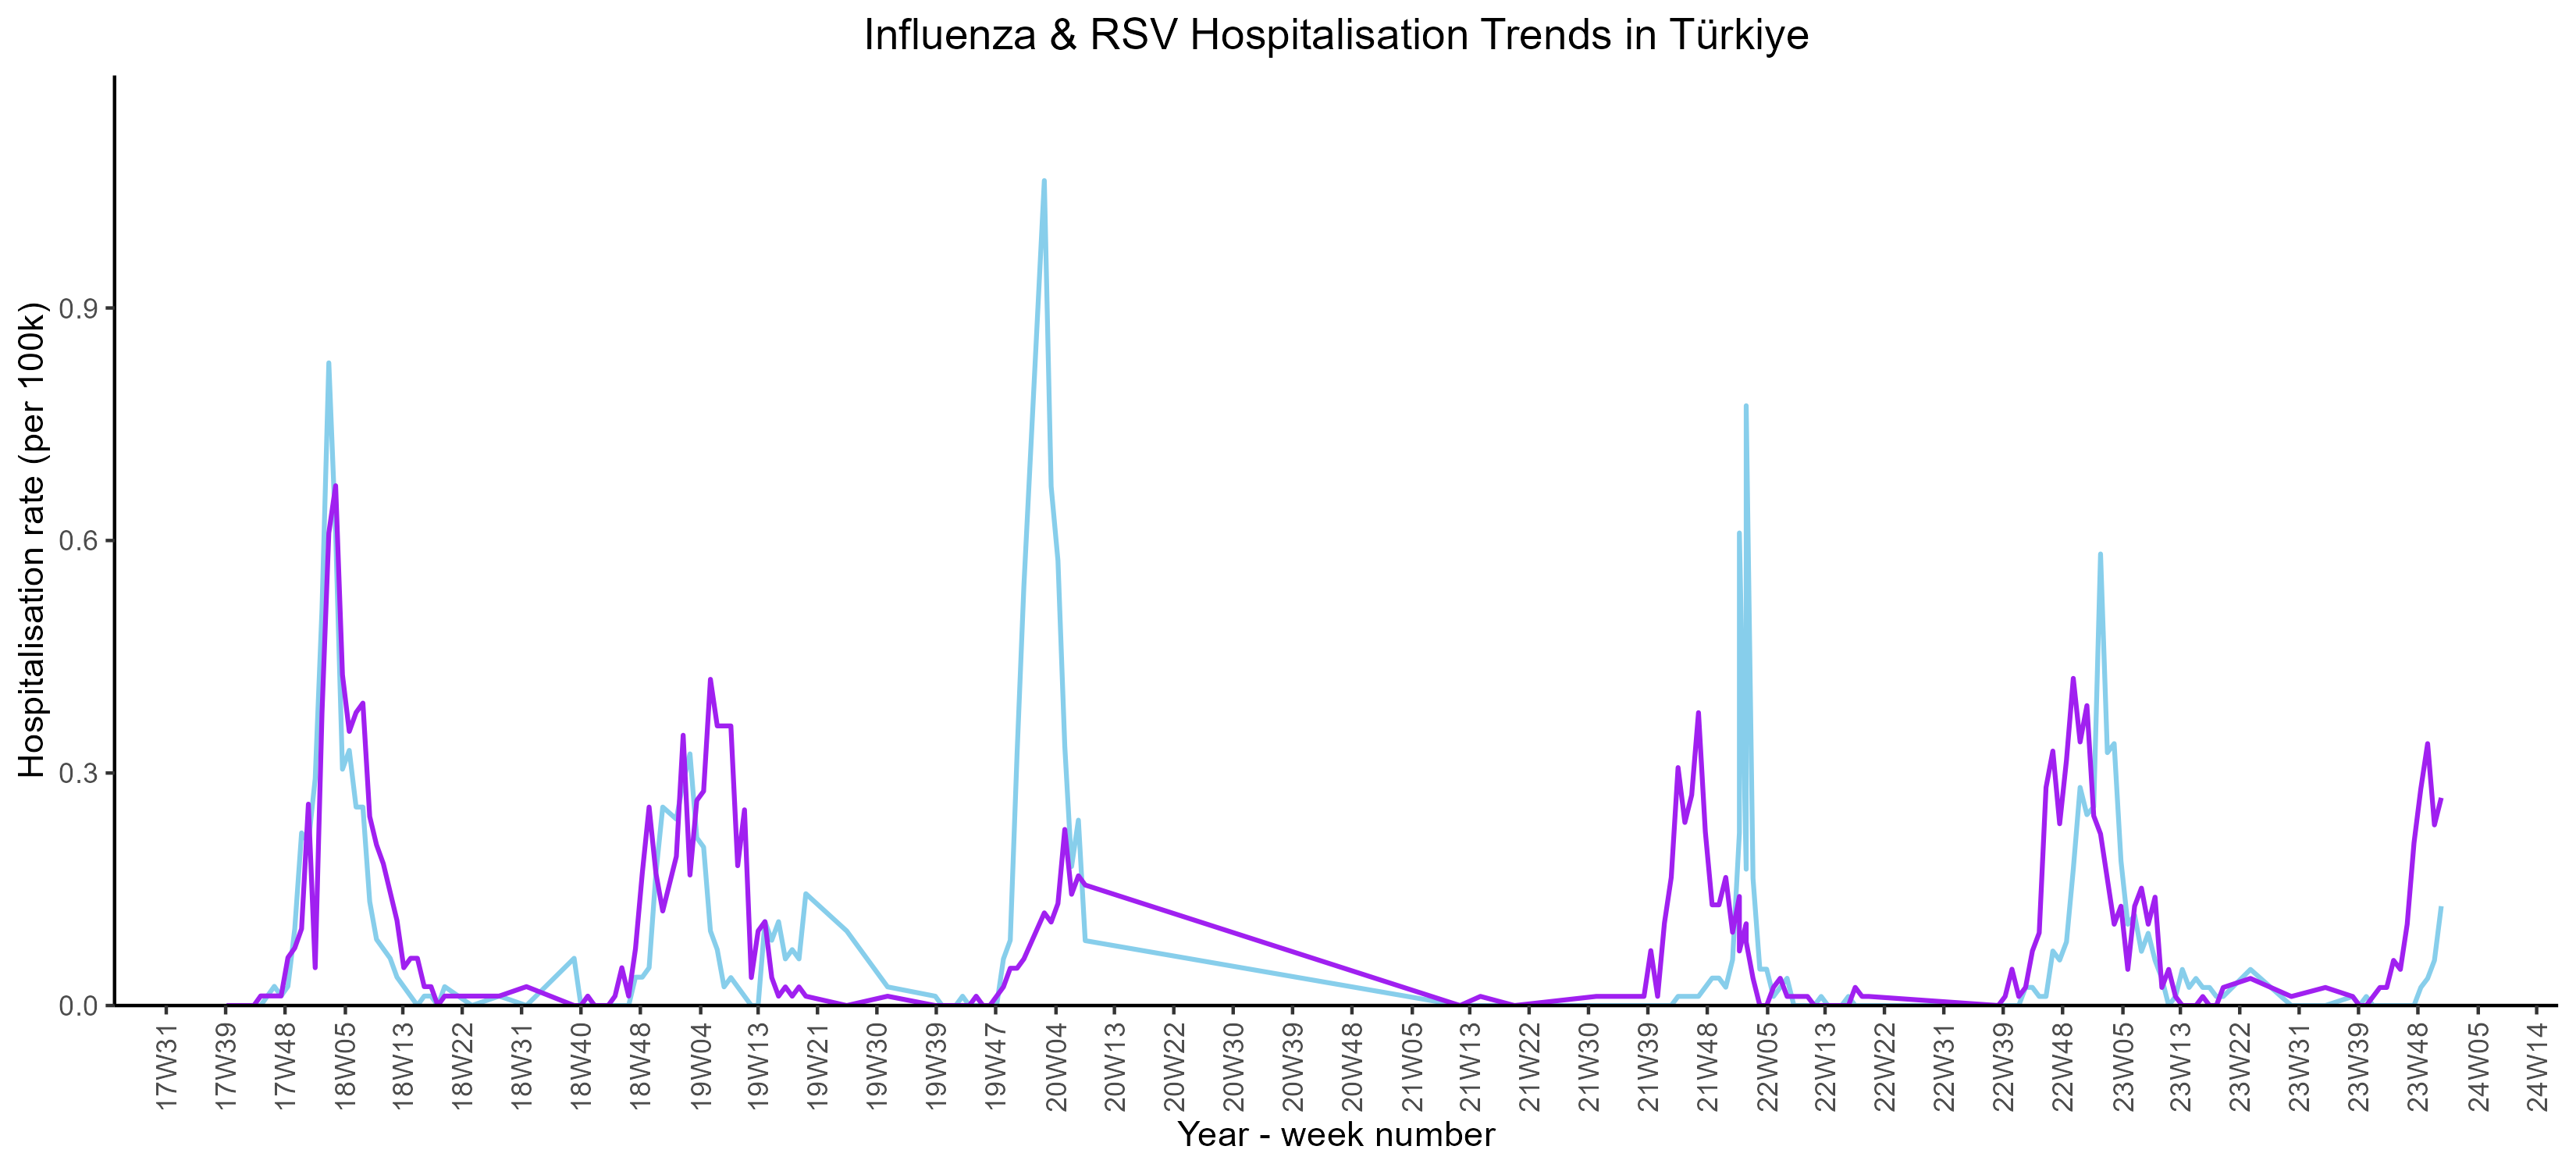 Influenza & RSV Hospitalisation Trends in Türkiye
Hospitalisation rate (per 100k)
0.9
0.6
0.3
0.0
17W31
17W39
17W48
18W05
18W13
18W22
18W31
18W40
18W48
19W04
19W13
19W21
19W30
19W39
19W47
20W04
20W13
20W22
20W30
20W39
20W48
21W05
21W13
21W22
21W30
21W39
21W48
22W05
22W13
22W22
22W31
22W39
22W48
23W05
23W13
23W22
23W31
23W39
23W48
24W05
24W14
Year - week number